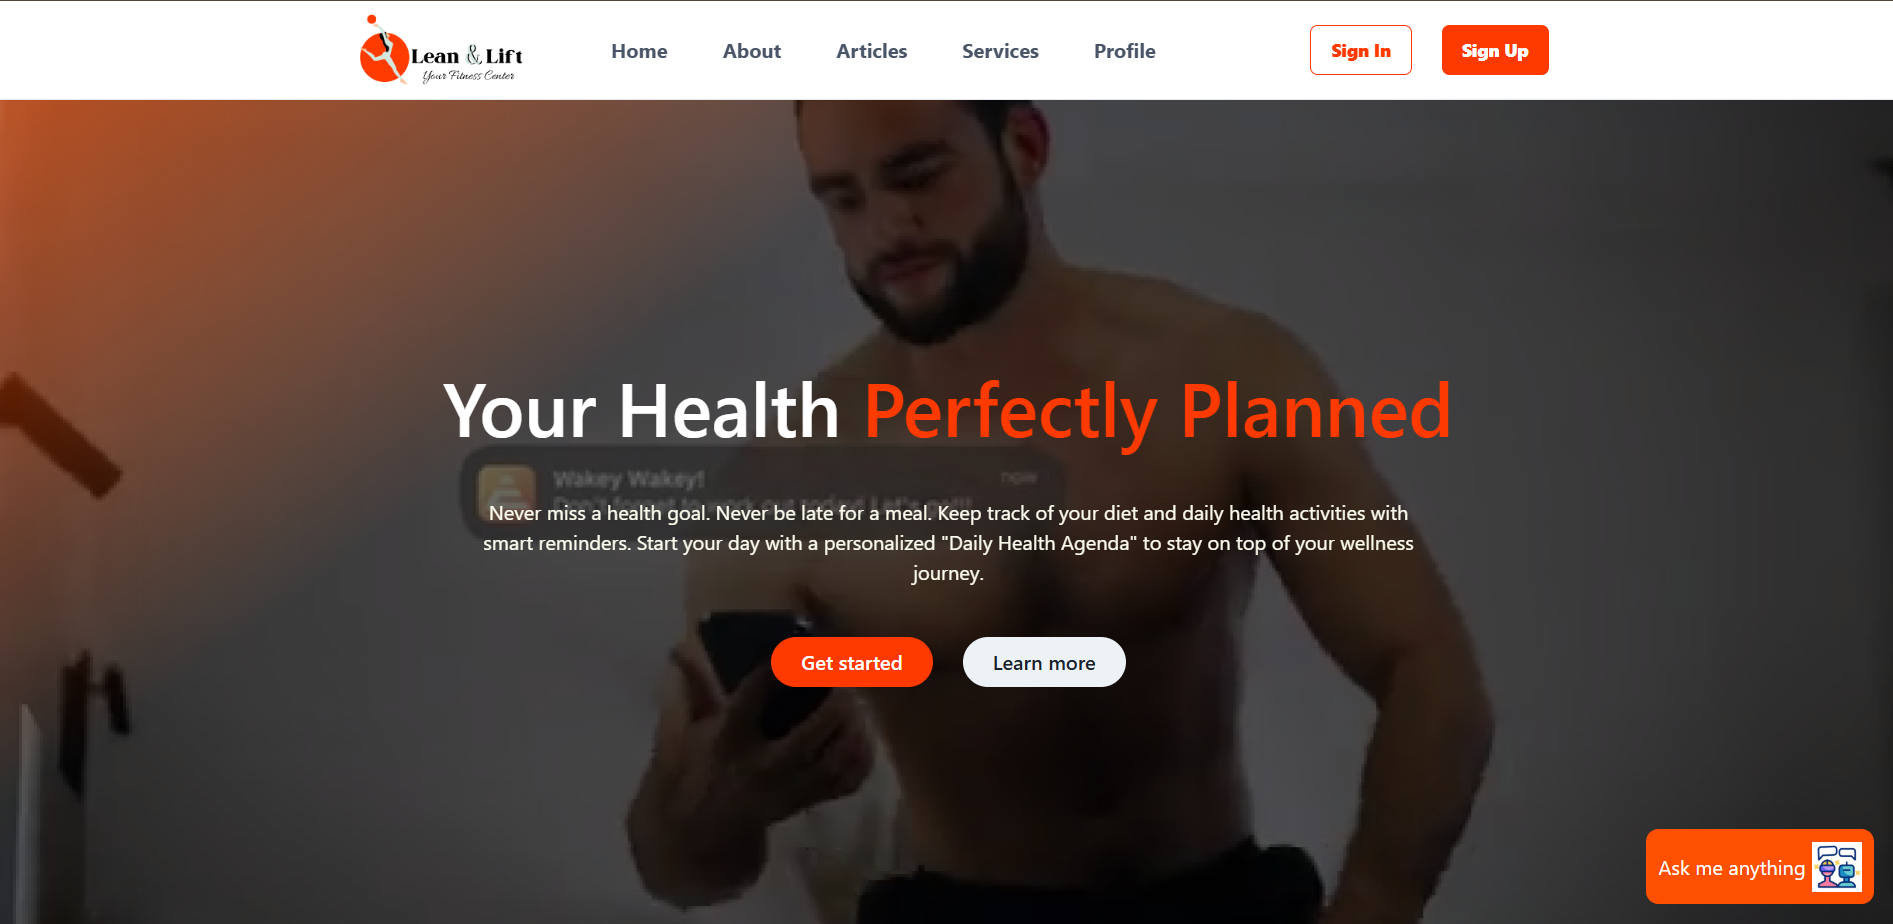 Lean & Lift
Your Fitness Center
Home
About
Articles
Services
Profile
Sign In
Sign Up
Your Health Perfectly Planned
Wakey Wakey!
now
Don't forget to work out today! Let's go!!!
Never miss a health goal. Never be late for a meal. Keep track of your diet and daily health activities with
smart reminders. Start your day with a personalized "Daily Health Agenda" to stay on top of your wellness
journey.
Get started
Learn more
Ask me anything